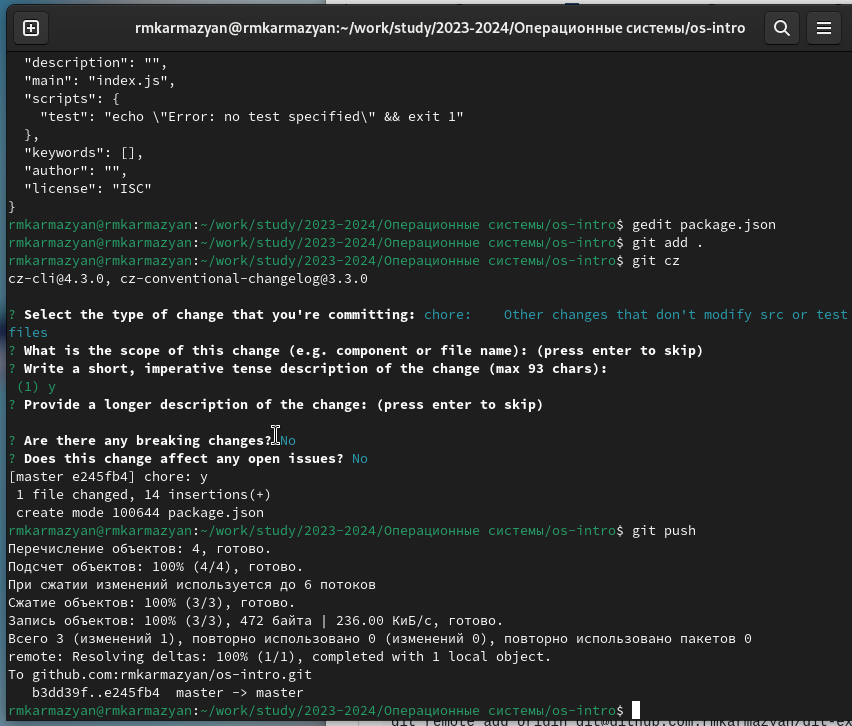 rmkarmazyan@rmkarmazyan:~/work/study/2023-2024/Операционные системы/os-intro
"description": "",
"main": "index.js",
"scripts": {
"test": "echo \"Error: no test specified\" && exit 1"
},
"keywords": [],
"author": "",
"license": "ISC"
}
rmkarmazyan@rmkarmazyan:~/work/study/2023-2024/Операционные системы/os-intro$ gedit package.json
rmkarmazyan@rmkarmazyan:~/work/study/2023-2024/Операционные системы/os-intro$ git add .
rmkarmazyan@rmkarmazyan:~/work/study/2023-2024/Операционные системы/os-intro$ git cz
cz-cli@4.3.0, cz-conventional-changelog@3.3.0
? Select the type of change that you're committing: chore:    Other changes that don't modify src or test
files
? What is the scope of this change (e.g. component or file name): (press enter to skip)
? Write a short, imperative tense description of the change (max 93 chars):
(1) y
? Provide a longer description of the change: (press enter to skip)
? Are there any breaking changes? No
? Does this change affect any open issues? No
[master e245fb4] chore: y
1 file changed, 14 insertions(+)
create mode 100644 package.json
rmkarmazyan@rmkarmazyan:~/work/study/2023-2024/Операционные системы/os-intro$ git push
Перечисление объектов: 4, готово.
Подсчет объектов: 100% (4/4), готово.
При сжатии изменений используется до 6 потоков
Сжатие объектов: 100% (3/3), готово.
Запись объектов: 100% (3/3), 472 байта | 236.00 КиБ/с, готово.
Всего 3 (изменений 1), повторно использовано 0 (изменений 0), повторно использовано пакетов 0
remote: Resolving deltas: 100% (1/1), completed with 1 local object.
To github.com:rmkarmazyan/os-intro.git
b3dd39f..e245fb4  master -> master
rmkarmazyan@rmkarmazyan:~/work/study/2023-2024/Операционные системы/os-intro$